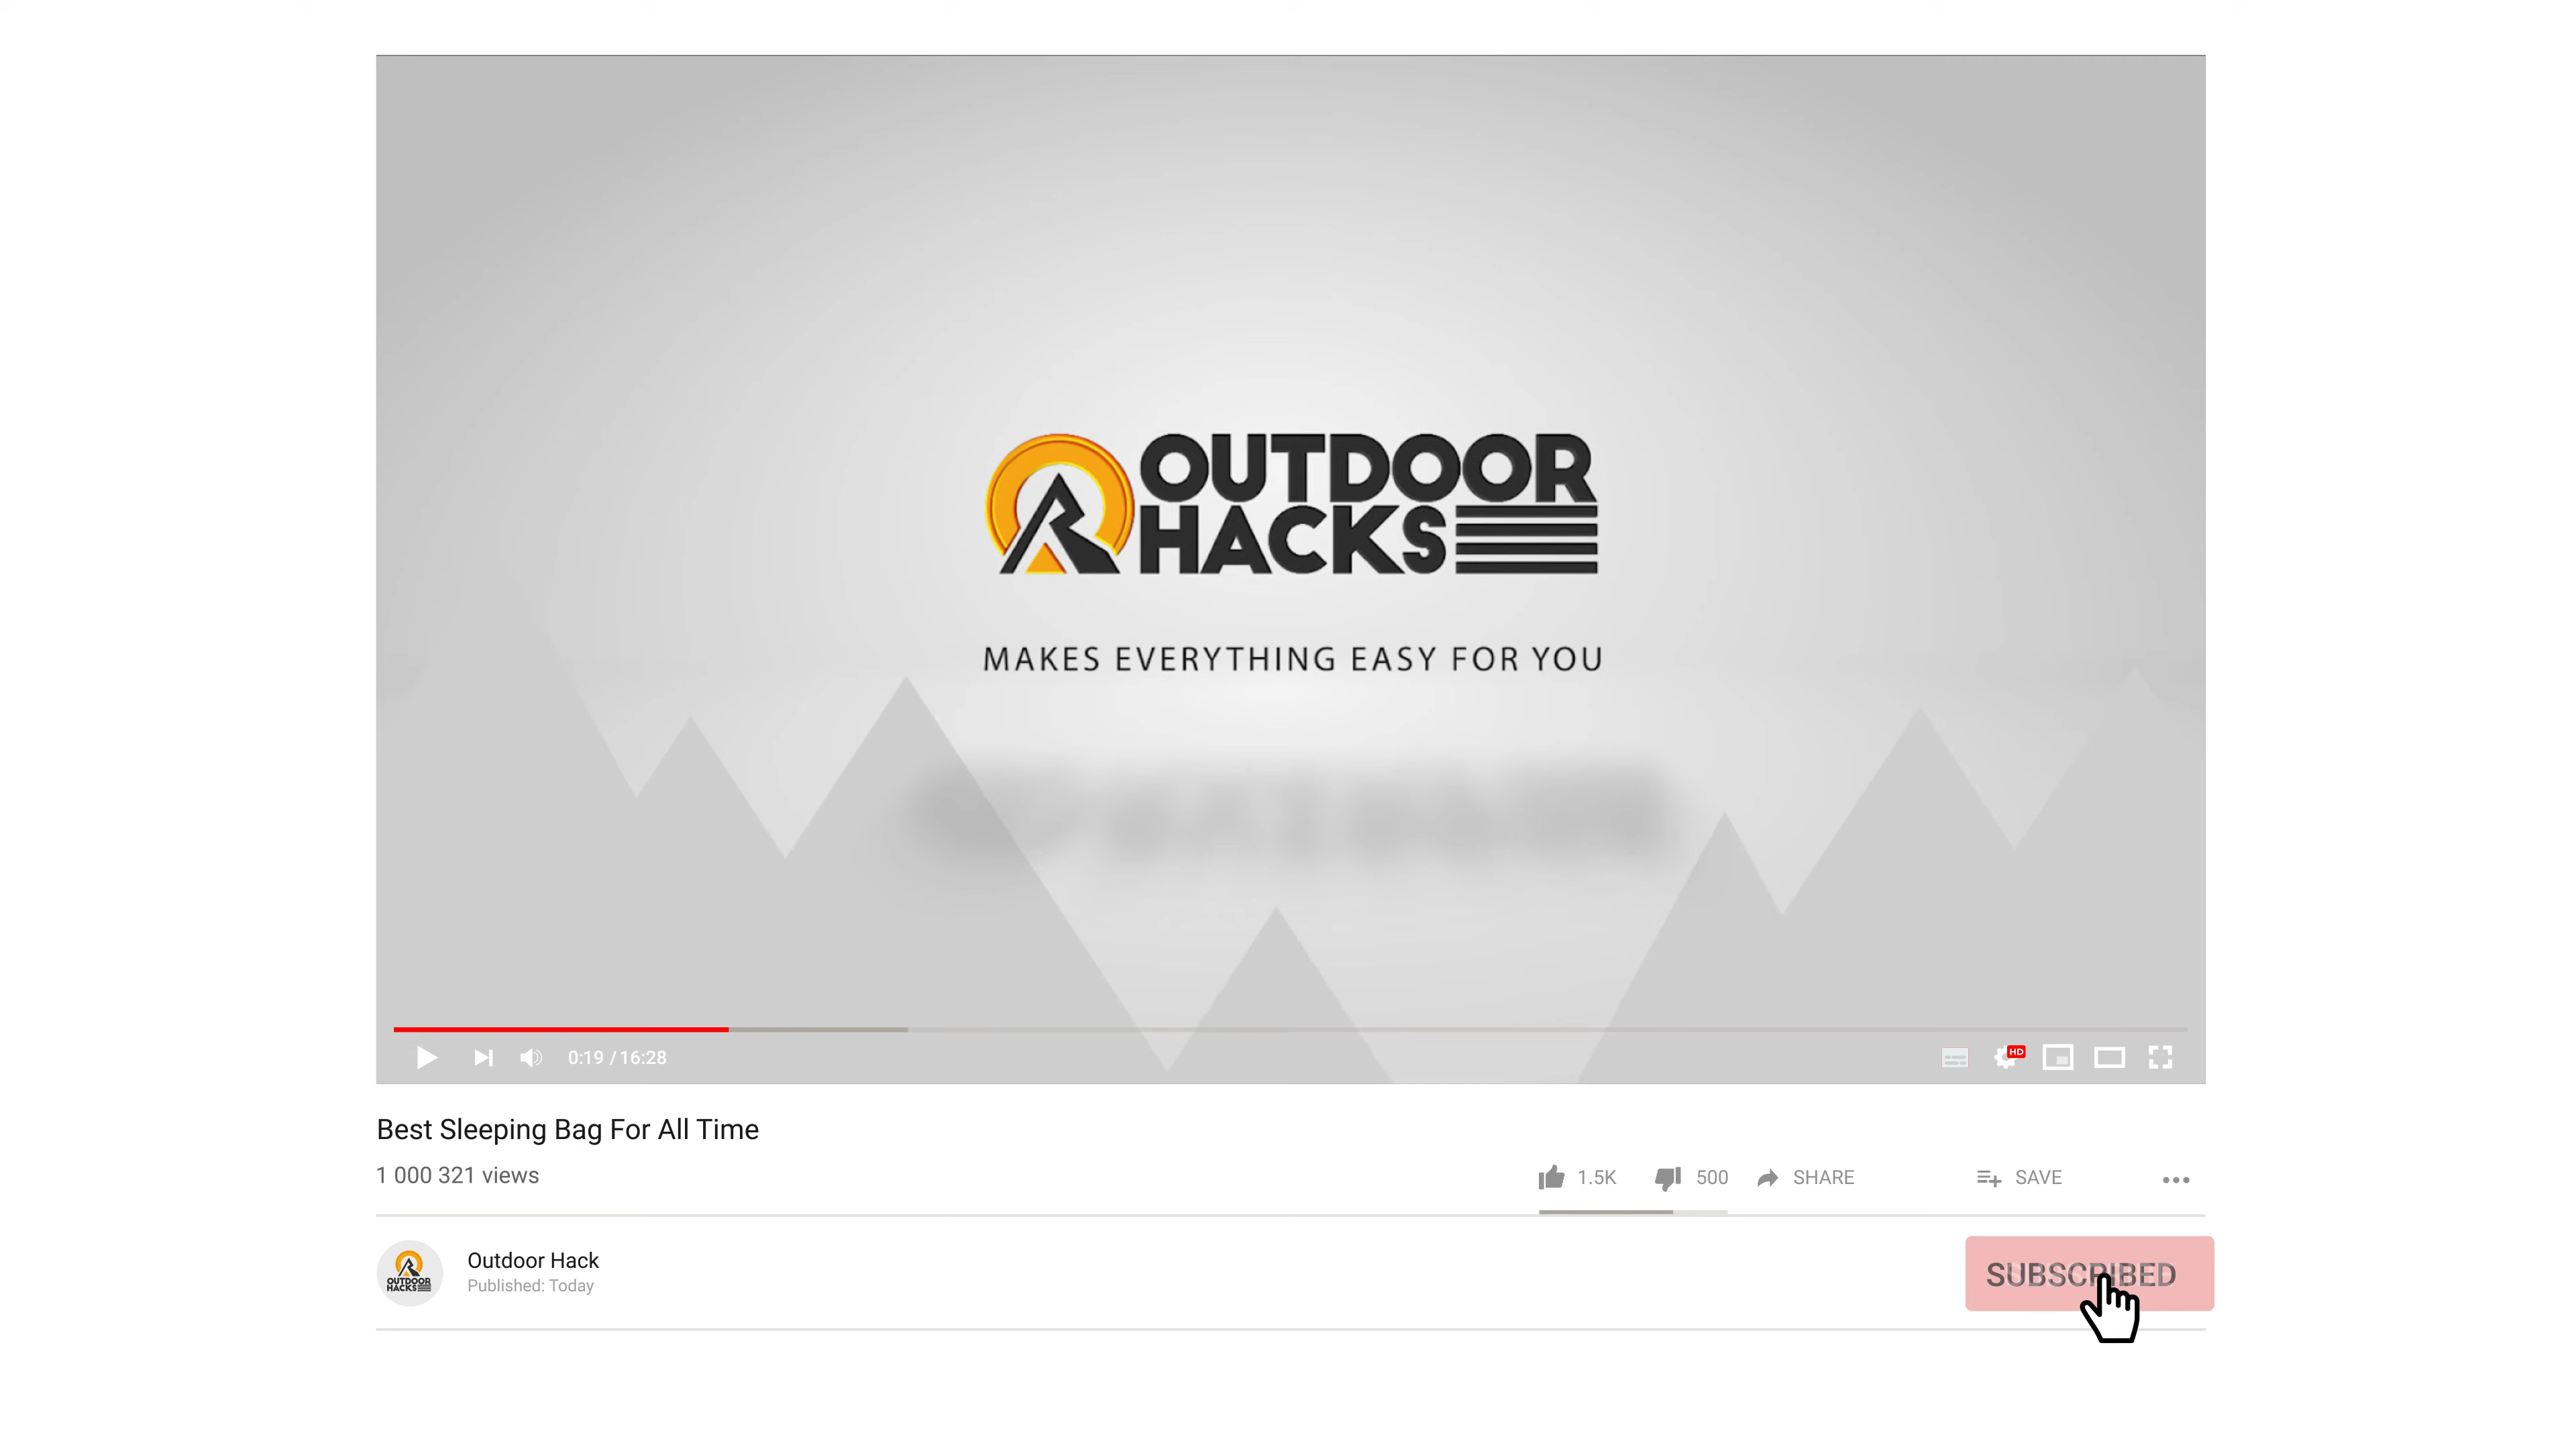 OUTDOOR
HACKS
MAKES EVERYTHING EASY FOR YOU
0:19 / 16:28
HD
Best Sleeping Bag For All Time
1 000 321 views
1.5K
500
SHARE
SAVE
OUTDOOR
HACKS
Outdoor Hack
Published: Today
SUBSCRIBED